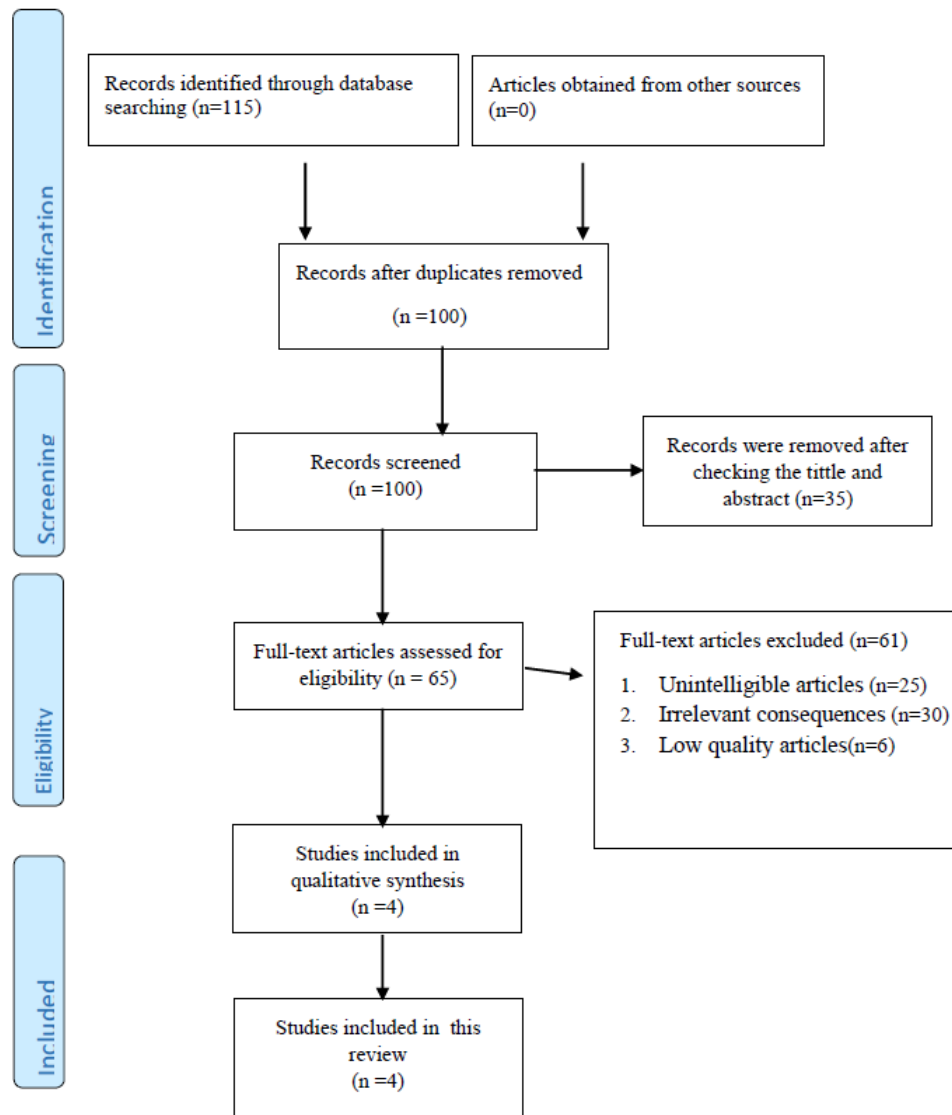 Identification
Records identified through database
searching (n=115)
Articles obtained from other sources
(n=0)
Records after duplicates removed
(n =100)
Screening
Records screened
(n =100)
Records were removed after
checking the tittle and
abstract (n=35)
Eligibility
Full-text articles assessed for
eligibility (n = 65)
Full-text articles excluded (n=61)
1. Unintelligible articles (n=25)
2. Irrelevant consequences (n=30)
3. Low quality articles(n=6)
Studies included in
qualitative synthesis
(n =4)
Included
Studies included in this
review
(n =4)